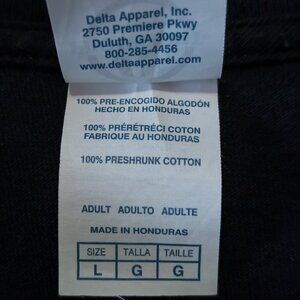 Delta Apparel, Inc.
2750 Premiere Pkwy
Duluth, GA 30097
800-285-4456
www.deltaapparel.com
100% PRE-ENCOGIDO ALGODÓN
HECHO EN HONDURAS
100% PRÉRÉTRÉCI COTON
FABRIQUE AU HONDURAS
100% PRESHRUNK COTTON
ADULT ADULTO ADULTE
MADE IN HONDURAS
SIZE TALLA TAILLE
L G G